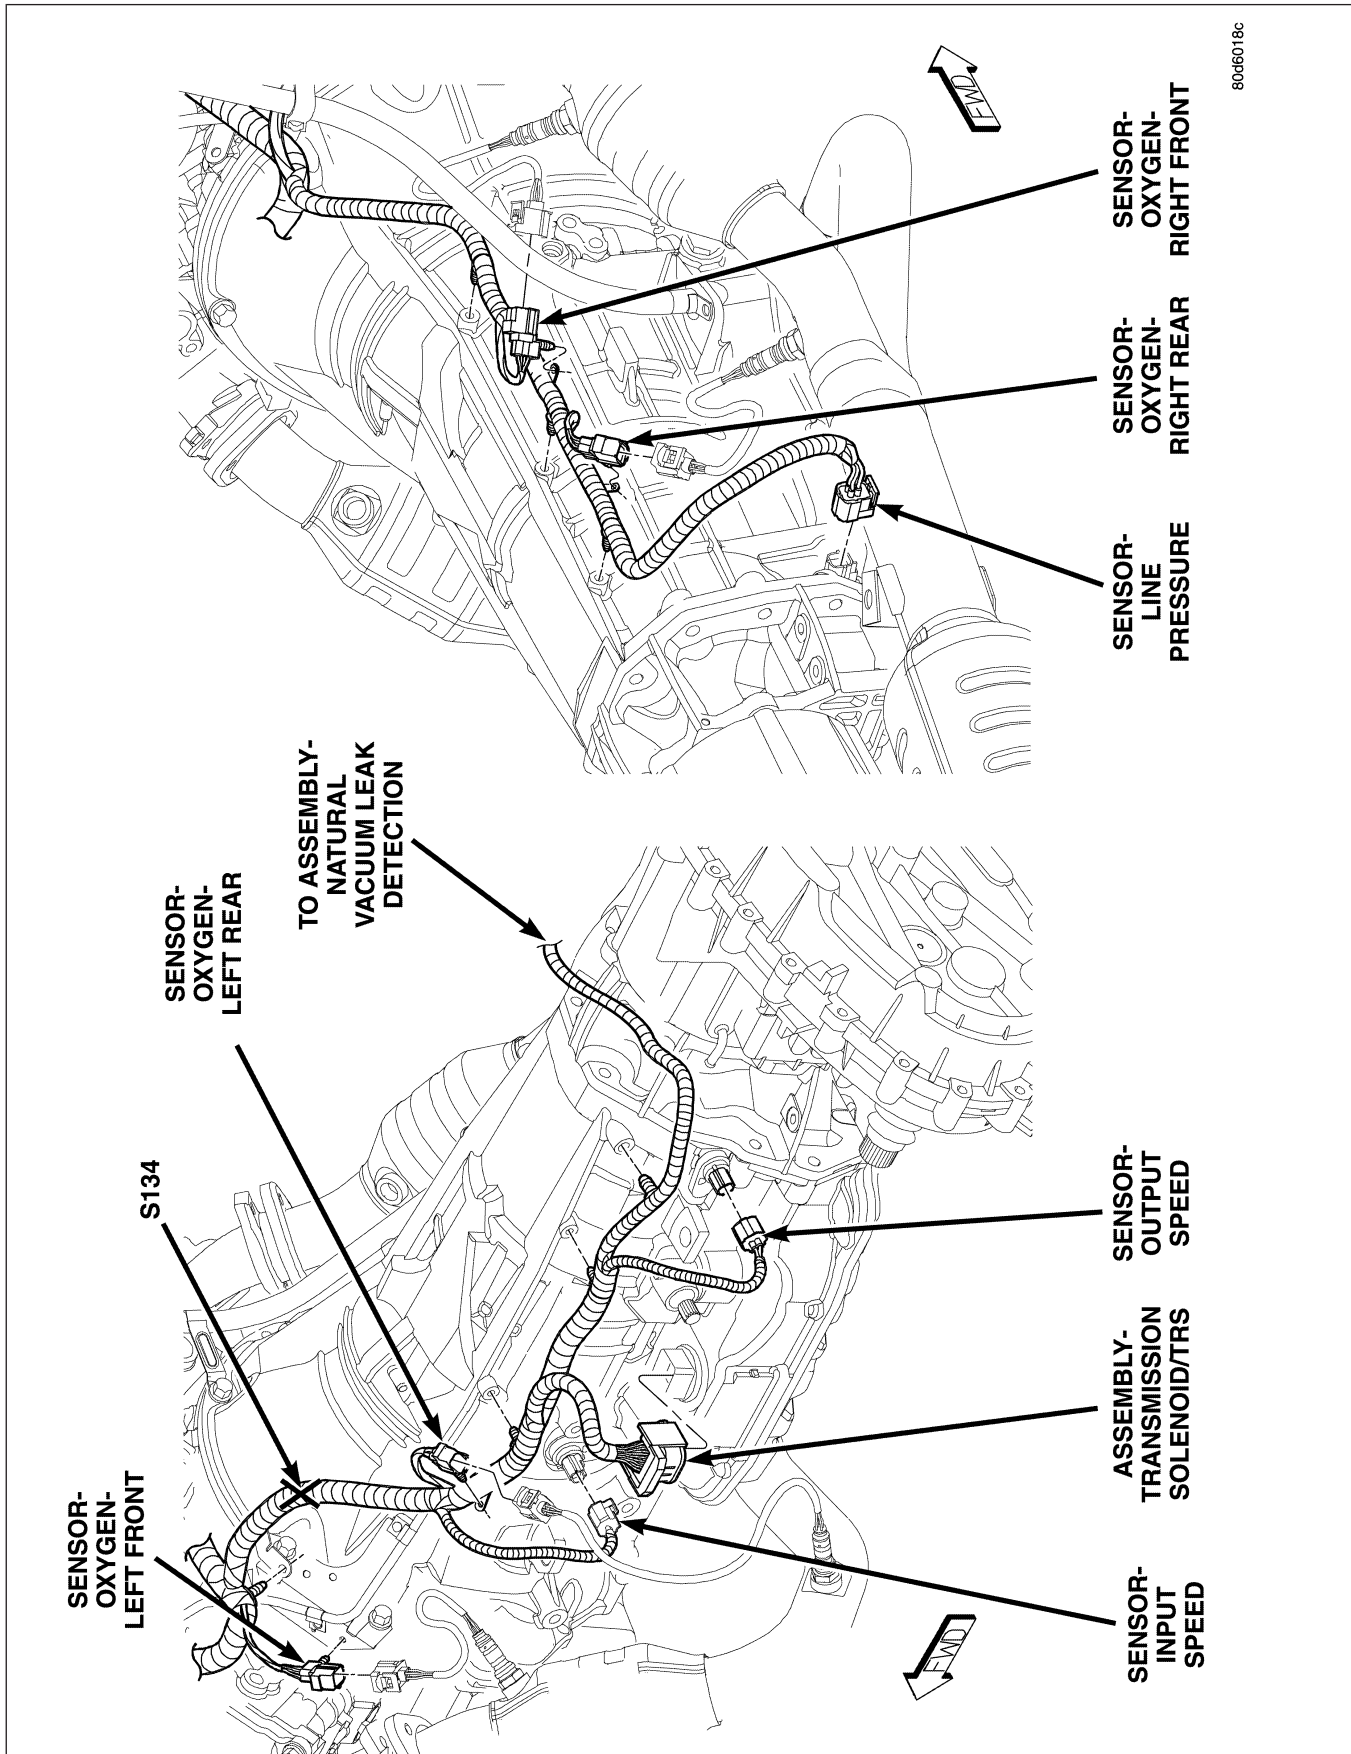 SENSOR-
OXYGEN-
LEFT FRONT
S134
SENSOR-
OXYGEN-
LEFT REAR
TO ASSEMBLY-
NATURAL
VACUUM LEAK
DETECTION
FWD
SENSOR-
INPUT
SPEED
ASSEMBLY-
TRANSMISSION
SOLENOID/TRS
SENSOR-
OUTPUT
SPEED
SENSOR-
LINE
PRESSURE
SENSOR-
OXYGEN-
RIGHT REAR
SENSOR-
OXYGEN-
RIGHT FRONT
FWD
80d6018c